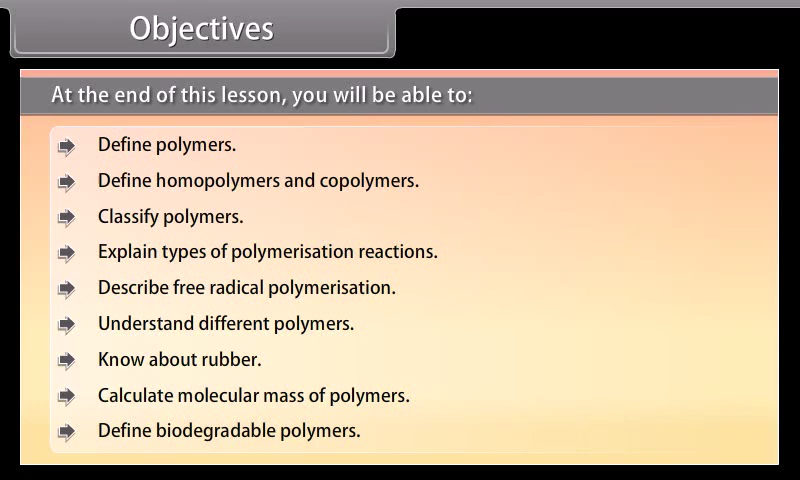 Objectives
At the end of this lesson, you will be able to:
Define polymers.
Define homopolymers and copolymers.
Classify polymers.
Explain types of polymerisation reactions.
Describe free radical polymerisation.
Understand different polymers.
Know about rubber.
Calculate molecular mass of polymers.
Define biodegradable polymers.